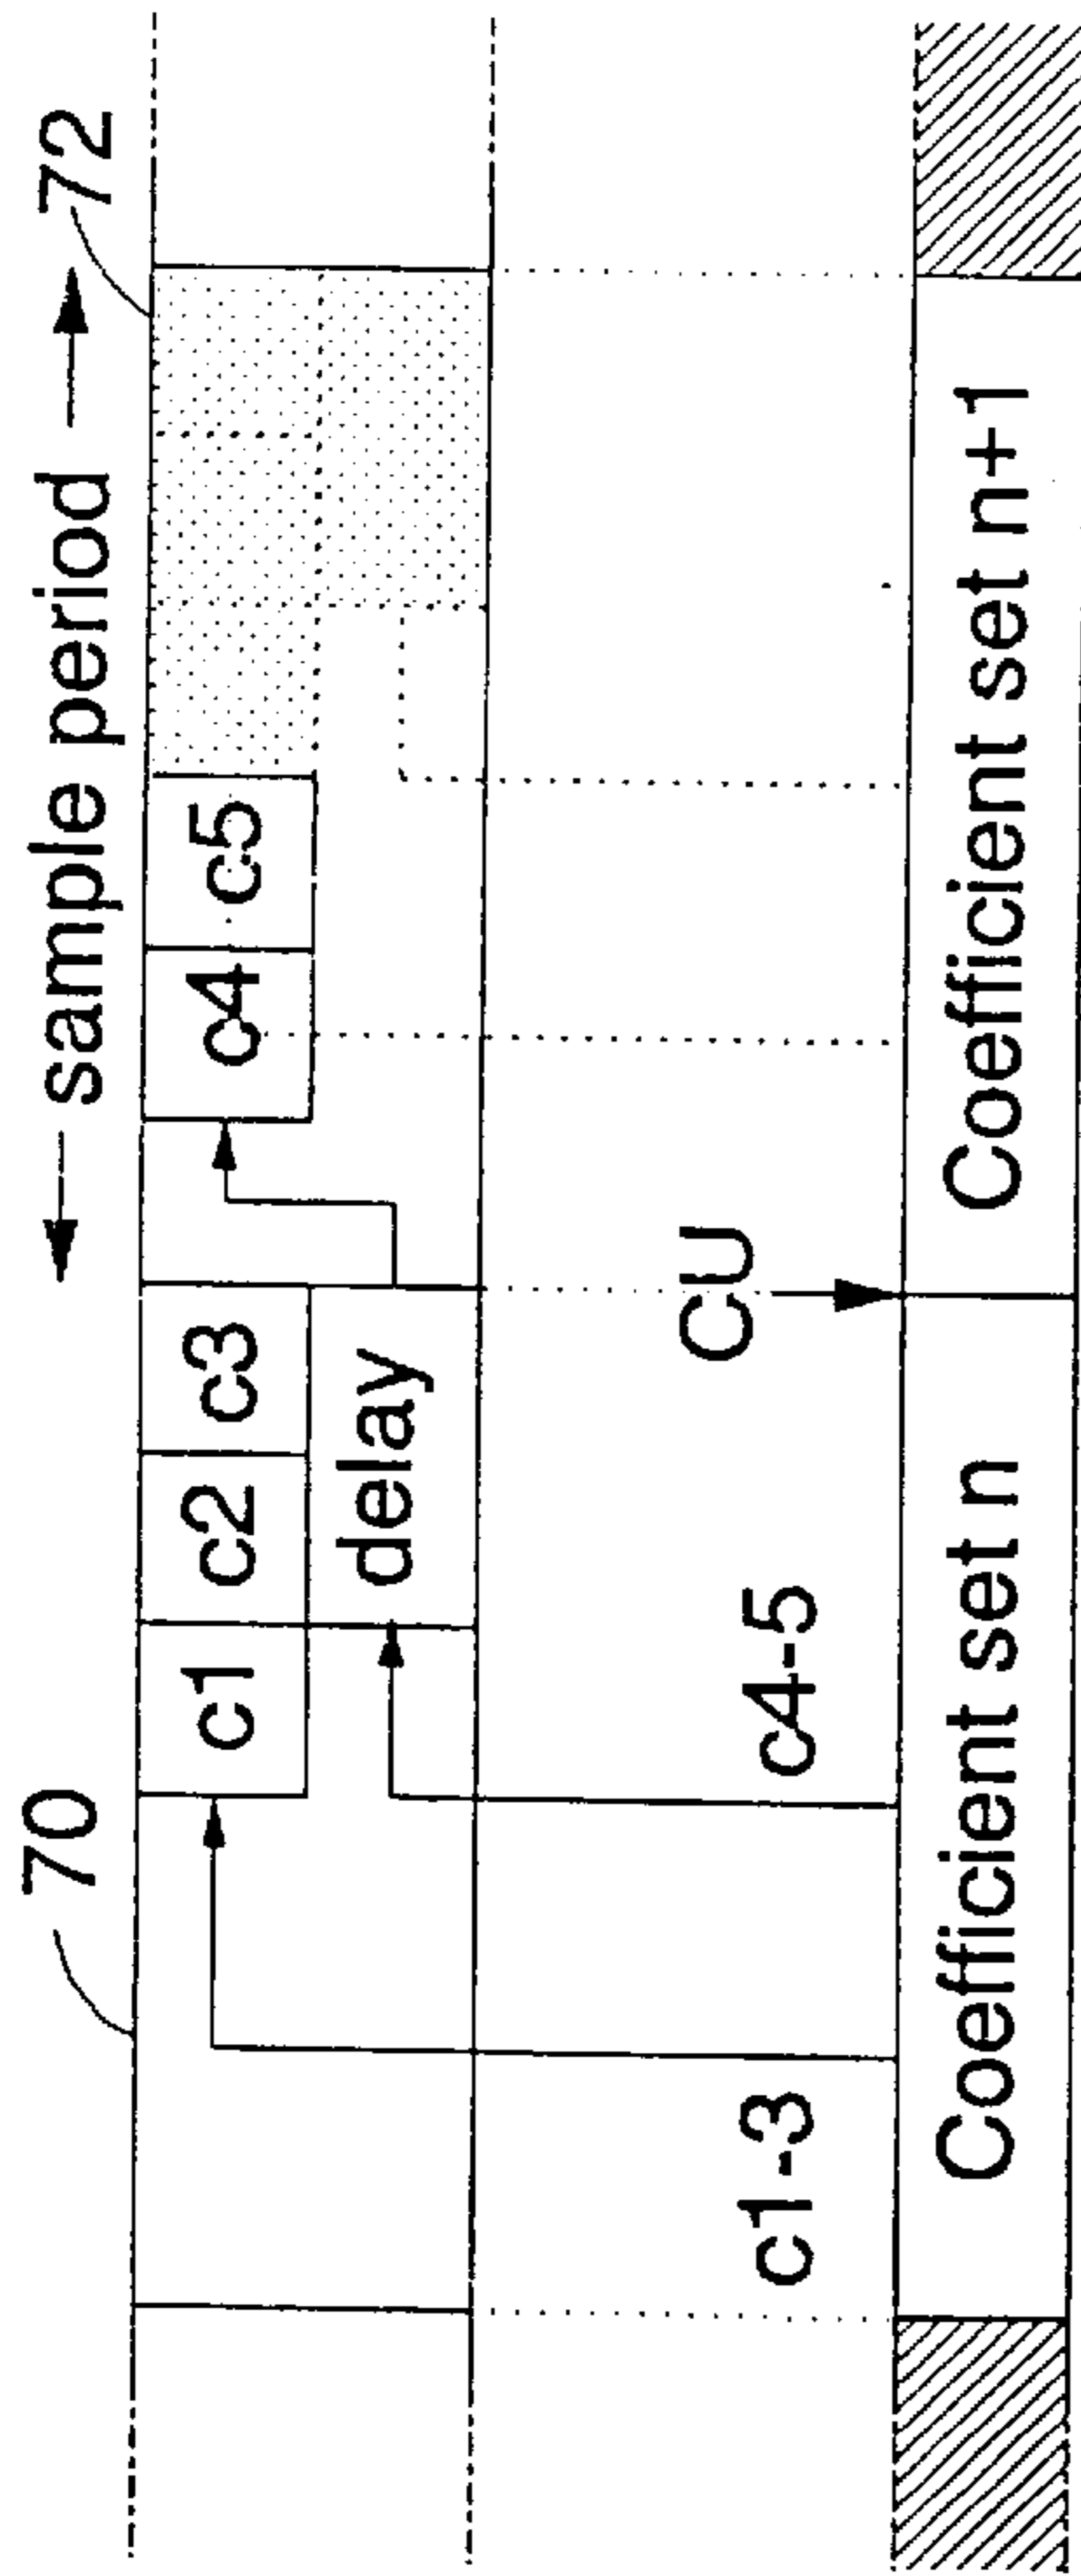 70
sample period
72
c1 c2 c3
c4 c5
delay
c1-3
c4-5
CU
Coefficient set n
Coefficient set n+1